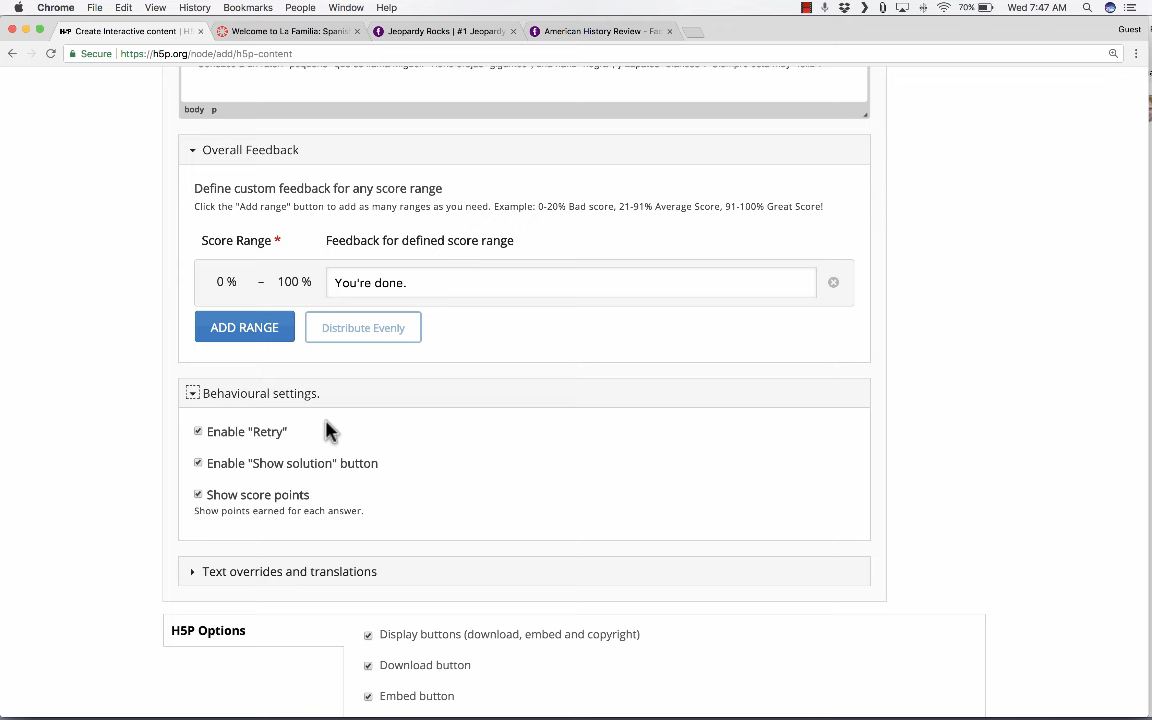 Chrome File Edit View History Bookmarks People Window Help 70% Wed 7:47 AM
Create Interactive content | H5 Welcome to La Familia: Spanis Jeopardy Rocks | #1 Jeopardy American History Review - Fa Guest
Secure https://h5p.org/node/add/h5p-content
body p
Overall Feedback
Define custom feedback for any score range
Click the "Add range" button to add as many ranges as you need. Example: 0-20% Bad score, 21-91% Average Score, 91-100% Great Score!
Score Range * Feedback for defined score range
0 % – 100 % You're done.
ADD RANGE Distribute Evenly
Behavioural settings.
Enable "Retry"
Enable "Show solution" button
Show score points
Show points earned for each answer.
Text overrides and translations
H5P Options
Display buttons (download, embed and copyright)
Download button
Embed button